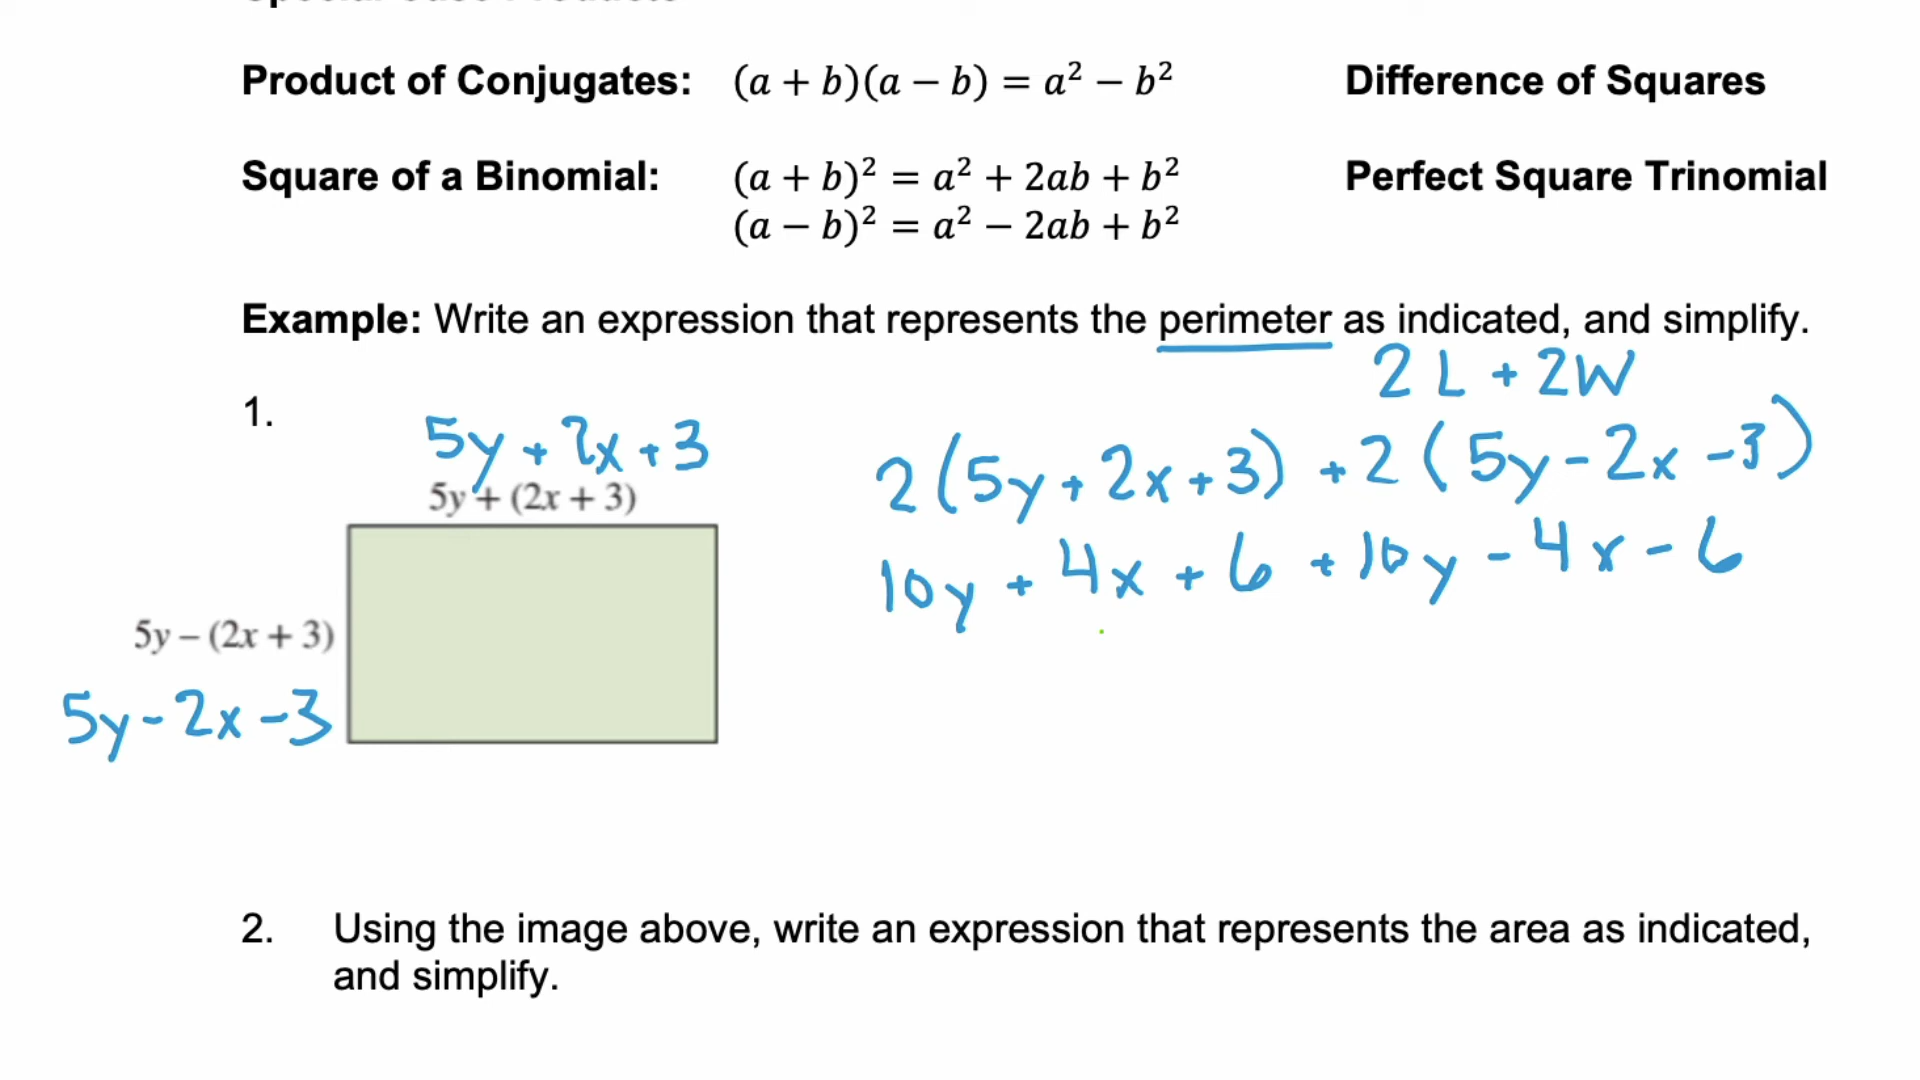 Product of Conjugates: (a + b)(a − b) = a² − b² Difference of Squares
Square of a Binomial: (a + b)² = a² + 2ab + b² Perfect Square Trinomial
(a − b)² = a² − 2ab + b²
Example: Write an expression that represents the perimeter as indicated, and simplify.
2L + 2W
1.
5y + 2x + 3
2(5y + 2x + 3) + 2(5y - 2x - 3)
5y + (2x + 3)
10y + 4x + 6 + 10y - 4x - 6
5y – (2x + 3)
5y - 2x - 3
2. Using the image above, write an expression that represents the area as indicated,
and simplify.